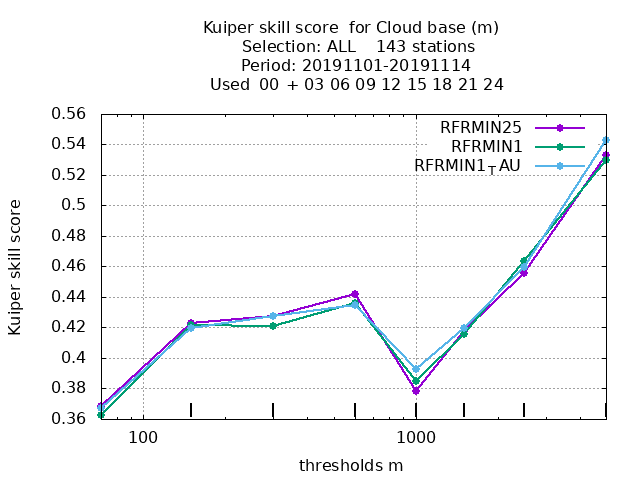 Kuiper skill score  for Cloud base (m)
Selection: ALL    143 stations
Period: 20191101-20191114
Used  00 + 03 06 09 12 15 18 21 24
0.56
0.54
0.52
0.5
0.48
0.46
0.44
0.42
0.4
0.38
0.36
Kuiper skill score
RFRMIN25
RFRMIN1
RFRMIN1TAU
100
1000
thresholds m